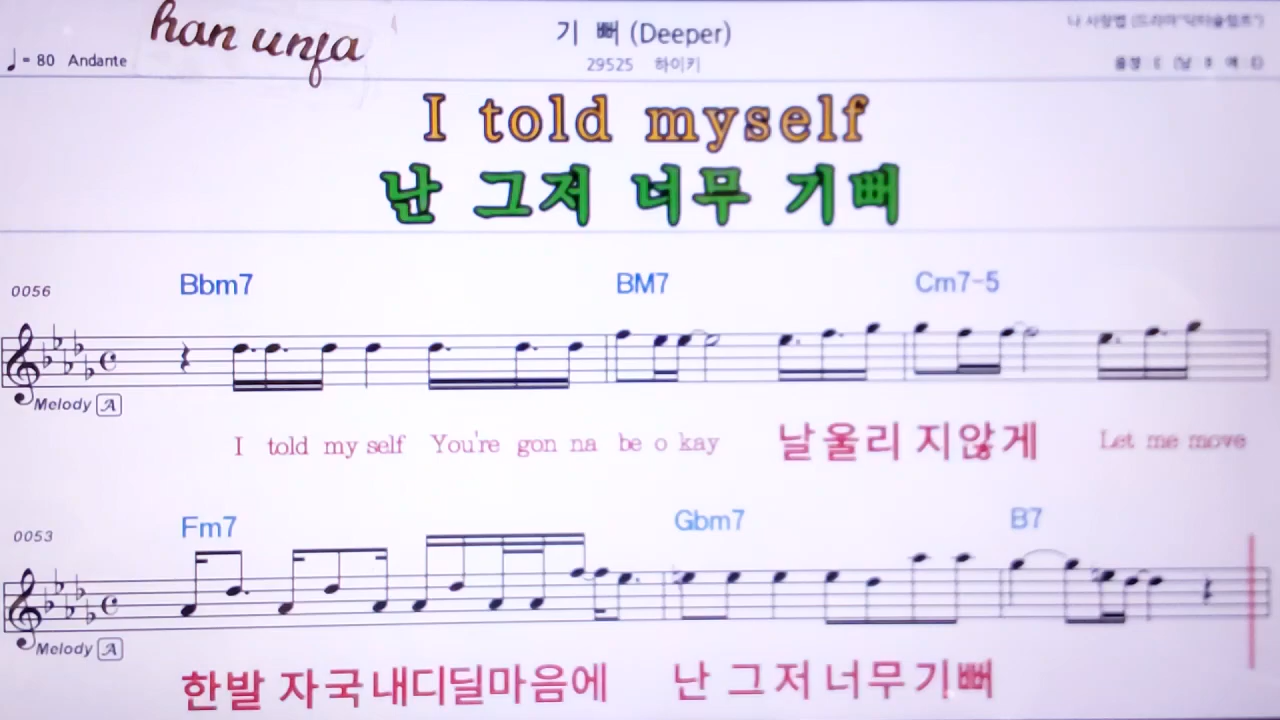 han unja
기 뻐 (Deeper)
♩= 80 Andante
29525 하이키
I told myself
난 그저 너무 기뻐
0056
Bbm7 BM7 Cm7-5
Melody A
I told my self You're gon na be o kay 날울리 지않게 Let me move
0053
Fm7 Gbm7 B7
Melody A
한발 자국내디딜마음에 난 그저 너무기뻐